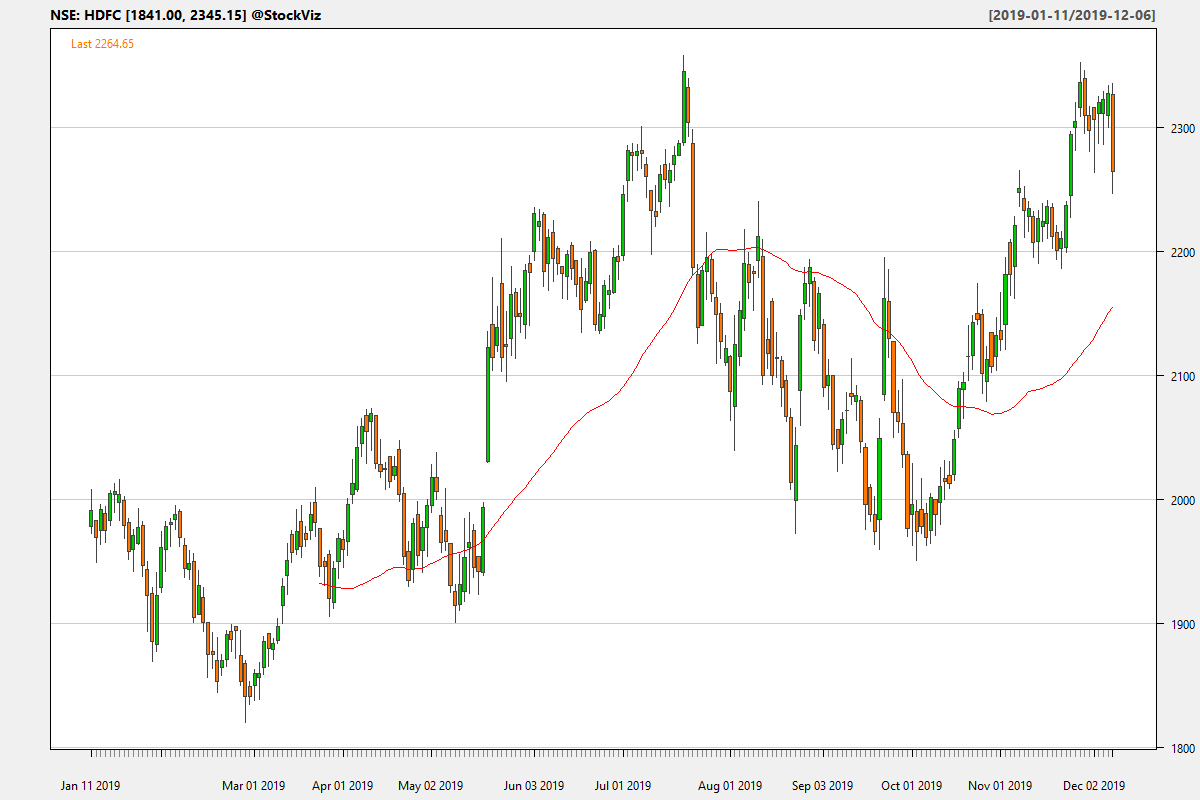 NSE: HDFC [1841.00, 2345.15] @StockViz
[2019-01-11/2019-12-06]
Last 2264.65
2300
2200
2100
2000
1900
1800
Jan 11 2019 Mar 01 2019 Apr 01 2019 May 02 2019 Jun 03 2019 Jul 01 2019 Aug 01 2019 Sep 03 2019 Oct 01 2019 Nov 01 2019 Dec 02 2019